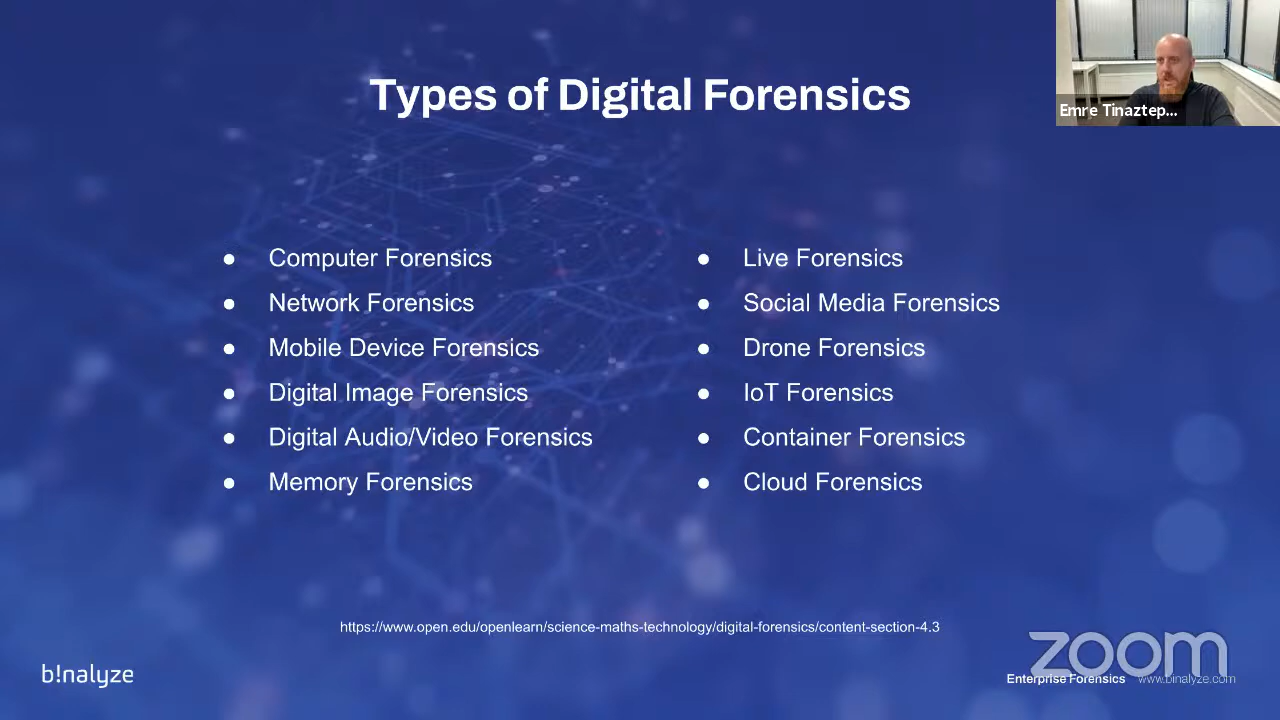 Types of Digital Forensics
Emre Tinaztep...
● Computer Forensics
● Network Forensics
● Mobile Device Forensics
● Digital Image Forensics
● Digital Audio/Video Forensics
● Memory Forensics
● Live Forensics
● Social Media Forensics
● Drone Forensics
● IoT Forensics
● Container Forensics
● Cloud Forensics
https://www.open.edu/openlearn/science-maths-technology/digital-forensics/content-section-4.3
b!nalyze
zoom
Enterprise Forensics www.binalyze.com